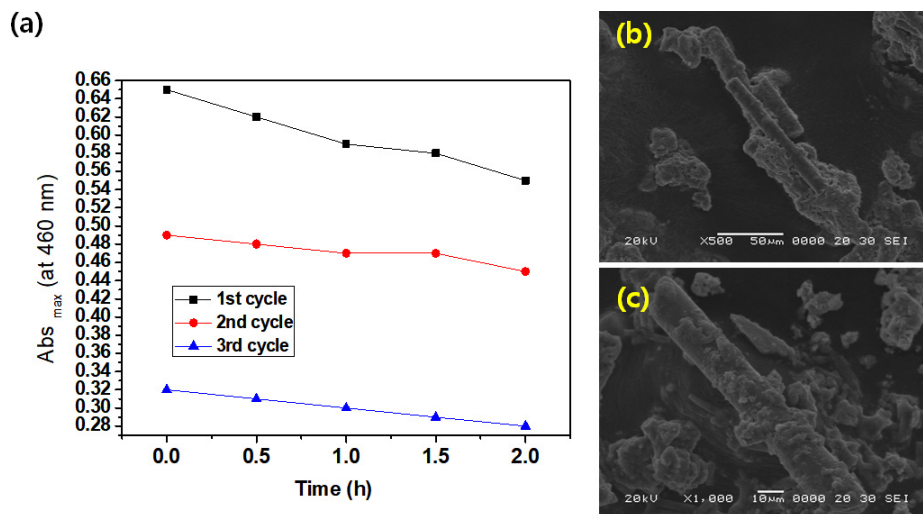 (a)
0.66
0.64
0.62
0.60
0.58
0.56
0.54
0.52
0.50
0.48
0.46
0.44
0.42
0.40
0.38
0.36
0.34
0.32
0.30
0.28
Abs max (at 460 nm)
1st cycle
2nd cycle
3rd cycle
0.0 0.5 1.0 1.5 2.0
Time (h)
(b)
20kV X500 50µm 0000 20 30 SEI
(c)
20kV X1,000 10µm 0000 20 30 SEI